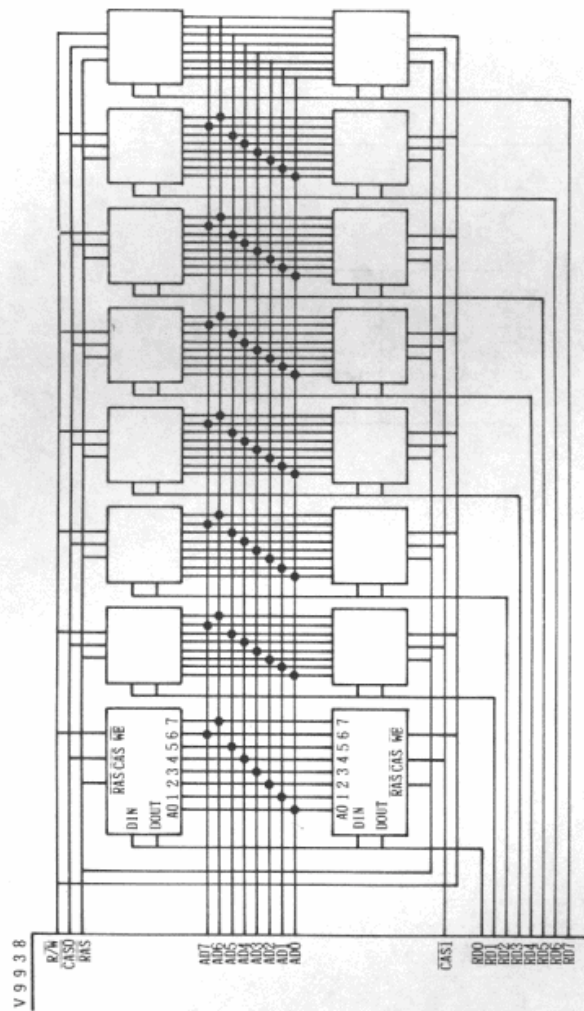 RAS CAS WE
A0 1 2 3 4 5 6 7
DIN
DOUT
RAS CAS WE
A0 1 2 3 4 5 6 7
DIN
DOUT
V9938
R/W
CAS0
RAS
AD7
AD6
AD5
AD4
AD3
AD2
AD1
AD0
CAS1
RD0
RD1
RD2
RD3
RD4
RD5
RD6
RD7